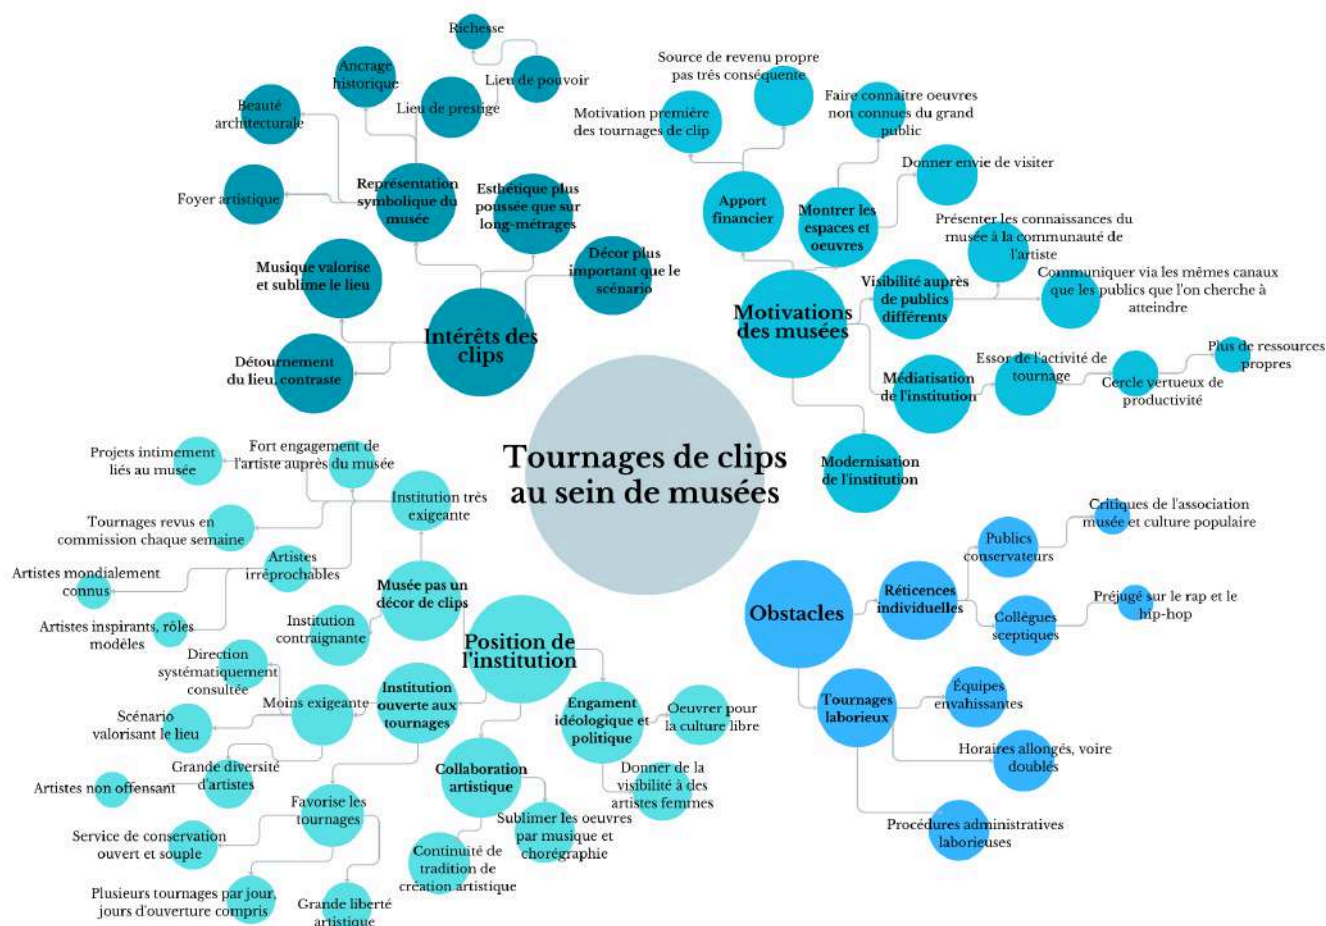 Richesse
Lieu de pouvoir
Ancrage
historique
Lieu de prestige
Beauté
architecturale
Foyer artistique
Représentation
symbolique du
musée
Esthétique plus
poussée que sur
long-métrages
Musique valorise
et sublime le lieu
Décor plus
important que le
scénario
Intérêts des
clips
Détournement
du lieu, contraste
Source de revenu propre
pas très conséquente
Motivation première
des tournages de clip
Faire connaître oeuvres
non connues du grand
public
Donner envie de visiter
Apport
financier
Montrer les
espaces et
oeuvres
Présenter les connaissances du
musée à la communauté de
l'artiste
Visibilité auprès
de publics
différents
Communiquer via les mêmes canaux
que les publics que l'on cherche à
atteindre
Motivations
des musées
Médiatisation
de l'institution
Essor de l'activité de
tournage
Cercle vertueux de
productivité
Plus de ressources
propres
Modernisation
de l'institution
Tournages de clips
au sein de musées
Projets intimement
liés au musée
Fort engagement de
l'artiste auprès du musée
Institution très
exigeante
Tournages revus en
commission chaque semaine
Artistes
irréprochables
Artistes mondialement
connus
Artistes inspirants, rôles
modèles
Musée pas un
décor de clips
Institution
contraignante
Position de
l'institution
Direction
systématiquement
consultée
Moins exigeante
Institution
ouverte aux
tournages
Scénario
valorisant le lieu
Grande diversité
d'artistes
Artistes non offensant
Favorise les
tournages
Service de conservation
ouvert et souple
Plusieurs tournages par jour,
jours d'ouverture compris
Grande liberté
artistique
Collaboration
artistique
Sublimer les oeuvres
par musique et
chorégraphie
Continuité de
tradition de
création artistique
Engament
idéologique et
politique
Oeuvrer pour
la culture libre
Donner de la
visibilité à des
artistes femmes
Obstacles
Réticences
individuelles
Publics
conservateurs
Critiques de l'association
musée et culture populaire
Collègues
sceptiques
Préjugé sur le rap et le
hip-hop
Tournages
laborieux
Équipes
envahissantes
Horaires allongés, voire
doublés
Procédures administratives
laborieuses